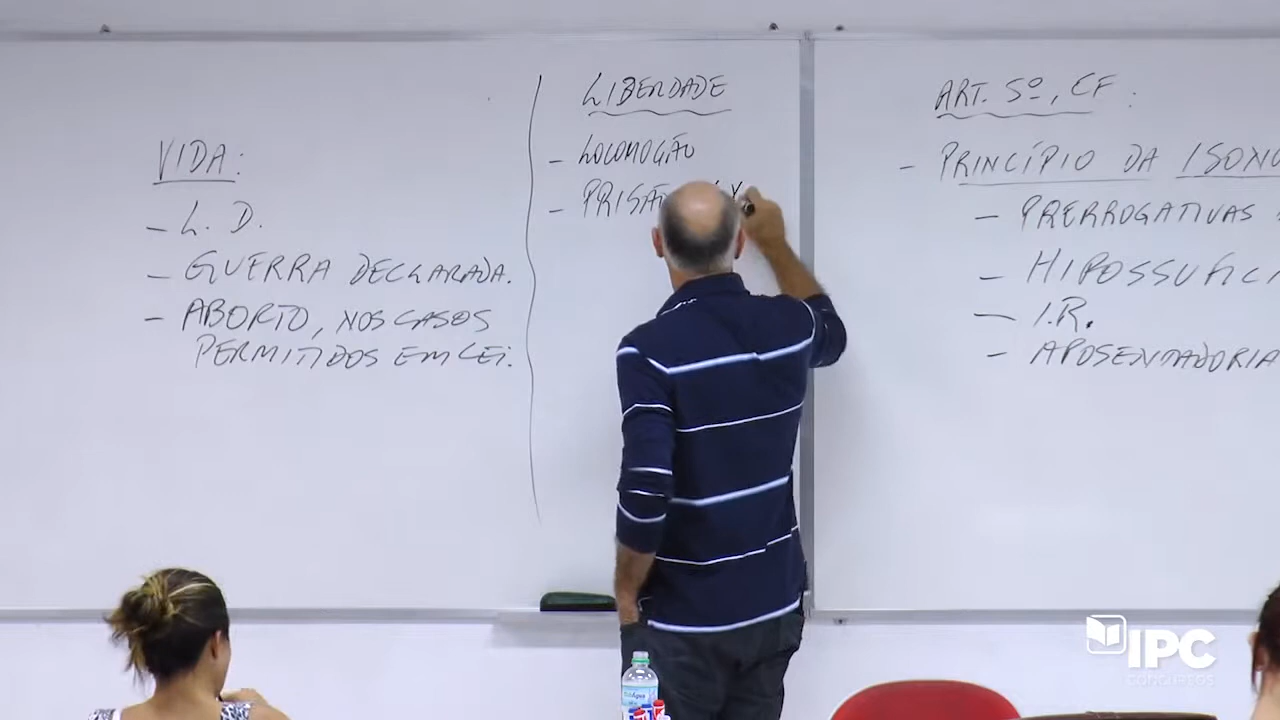 VIDA:
- L. D.
- GUERRA DECLARADA.
- ABORTO, NOS CASOS
PERMITIDOS EM LEI.
LIBERDADE
- LOCOMOÇÃO
- PRISÃO
ART. 5º, CF:
- PRINCÍPIO DA ISONO
- PRERROGATIVAS
- HIPOSSUFICI
- I.R.
- APOSENTADORIA
IPC
CONCURSOS